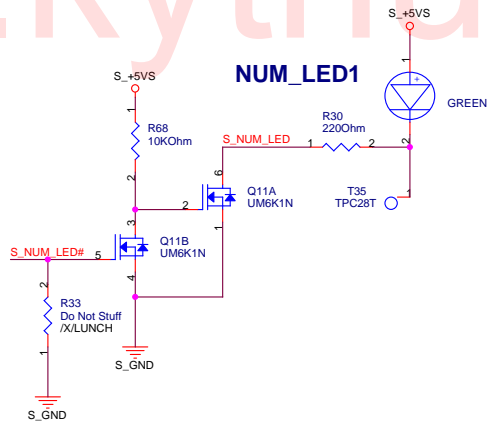 S_+5VS
1
+
GREEN
2
NUM_LED1
S_+5VS
1
R68
10KOhm
2
S_NUM_LED
R30
220Ohm
1
2
6
2
Q11A
UM6K1N
1
T35
TPC28T
1
3
S_NUM_LED#
5
Q11B
UM6K1N
4
2
R33
Do Not Stuff
/X/LUNCH
1
S_GND
S_GND